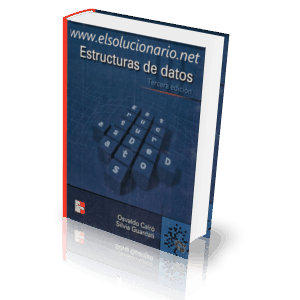 www.elsolucionario.net
Estructuras de datos
Tercera edición
Osvaldo Cairó
Silvia Guardati